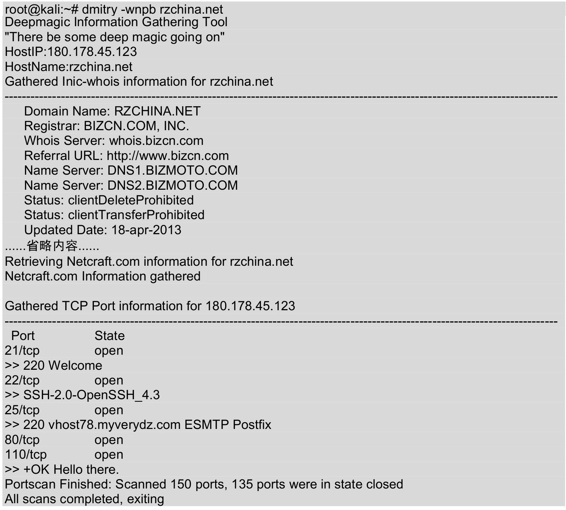 root@kali:~# dmitry -wnpb rzchina.net
Deepmagic Information Gathering Tool
"There be some deep magic going on"
HostIP:180.178.45.123
HostName:rzchina.net
Gathered Inic-whois information for rzchina.net
---------------------------------------------------------------------------------------------------------------------
Domain Name: RZCHINA.NET
Registrar: BIZCN.COM, INC.
Whois Server: whois.bizcn.com
Referral URL: http://www.bizcn.com
Name Server: DNS1.BIZMOTO.COM
Name Server: DNS2.BIZMOTO.COM
Status: clientDeleteProhibited
Status: clientTransferProhibited
Updated Date: 18-apr-2013
......省略内容......
Retrieving Netcraft.com information for rzchina.net
Netcraft.com Information gathered
Gathered TCP Port information for 180.178.45.123
---------------------------------------------------------------------------------------------------------------------
Port State
21/tcp open
>> 220 Welcome
22/tcp open
>> SSH-2.0-OpenSSH_4.3
25/tcp open
>> 220 vhost78.myverydz.com ESMTP Postfix
80/tcp open
110/tcp open
>> +OK Hello there.
Portscan Finished: Scanned 150 ports, 135 ports were in state closed
All scans completed, exiting